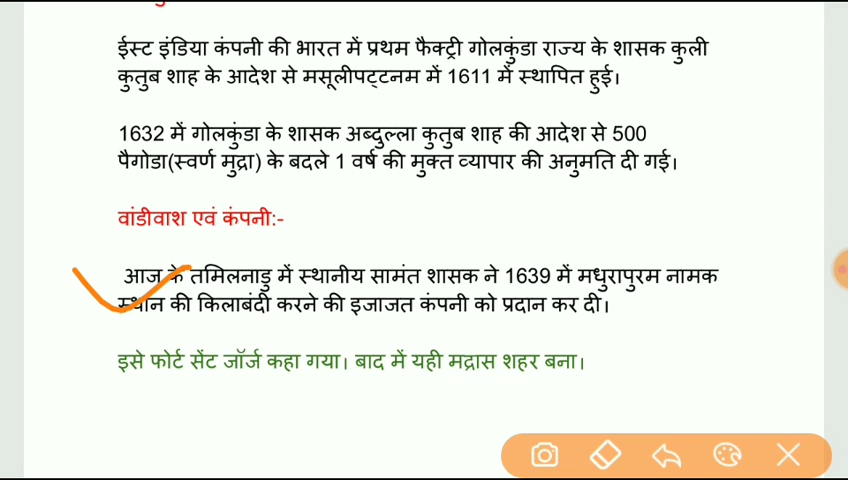 ईस्ट इंडिया कंपनी की भारत में प्रथम फैक्ट्री गोलकुंडा राज्य के शासक कुली
कुतुब शाह के आदेश से मसूलीपट्टनम में 1611 में स्थापित हुई।
1632 में गोलकुंडा के शासक अब्दुल्ला कुतुब शाह की आदेश से 500
पैगोडा(स्वर्ण मुद्रा) के बदले 1 वर्ष की मुक्त व्यापार की अनुमति दी गई।
वांडीवाश एवं कंपनी:-
आज के तमिलनाडु में स्थानीय सामंत शासक ने 1639 में मधुरापुरम नामक
स्थान की किलाबंदी करने की इजाजत कंपनी को प्रदान कर दी।
इसे फोर्ट सेंट जॉर्ज कहा गया। बाद में यही मद्रास शहर बना।